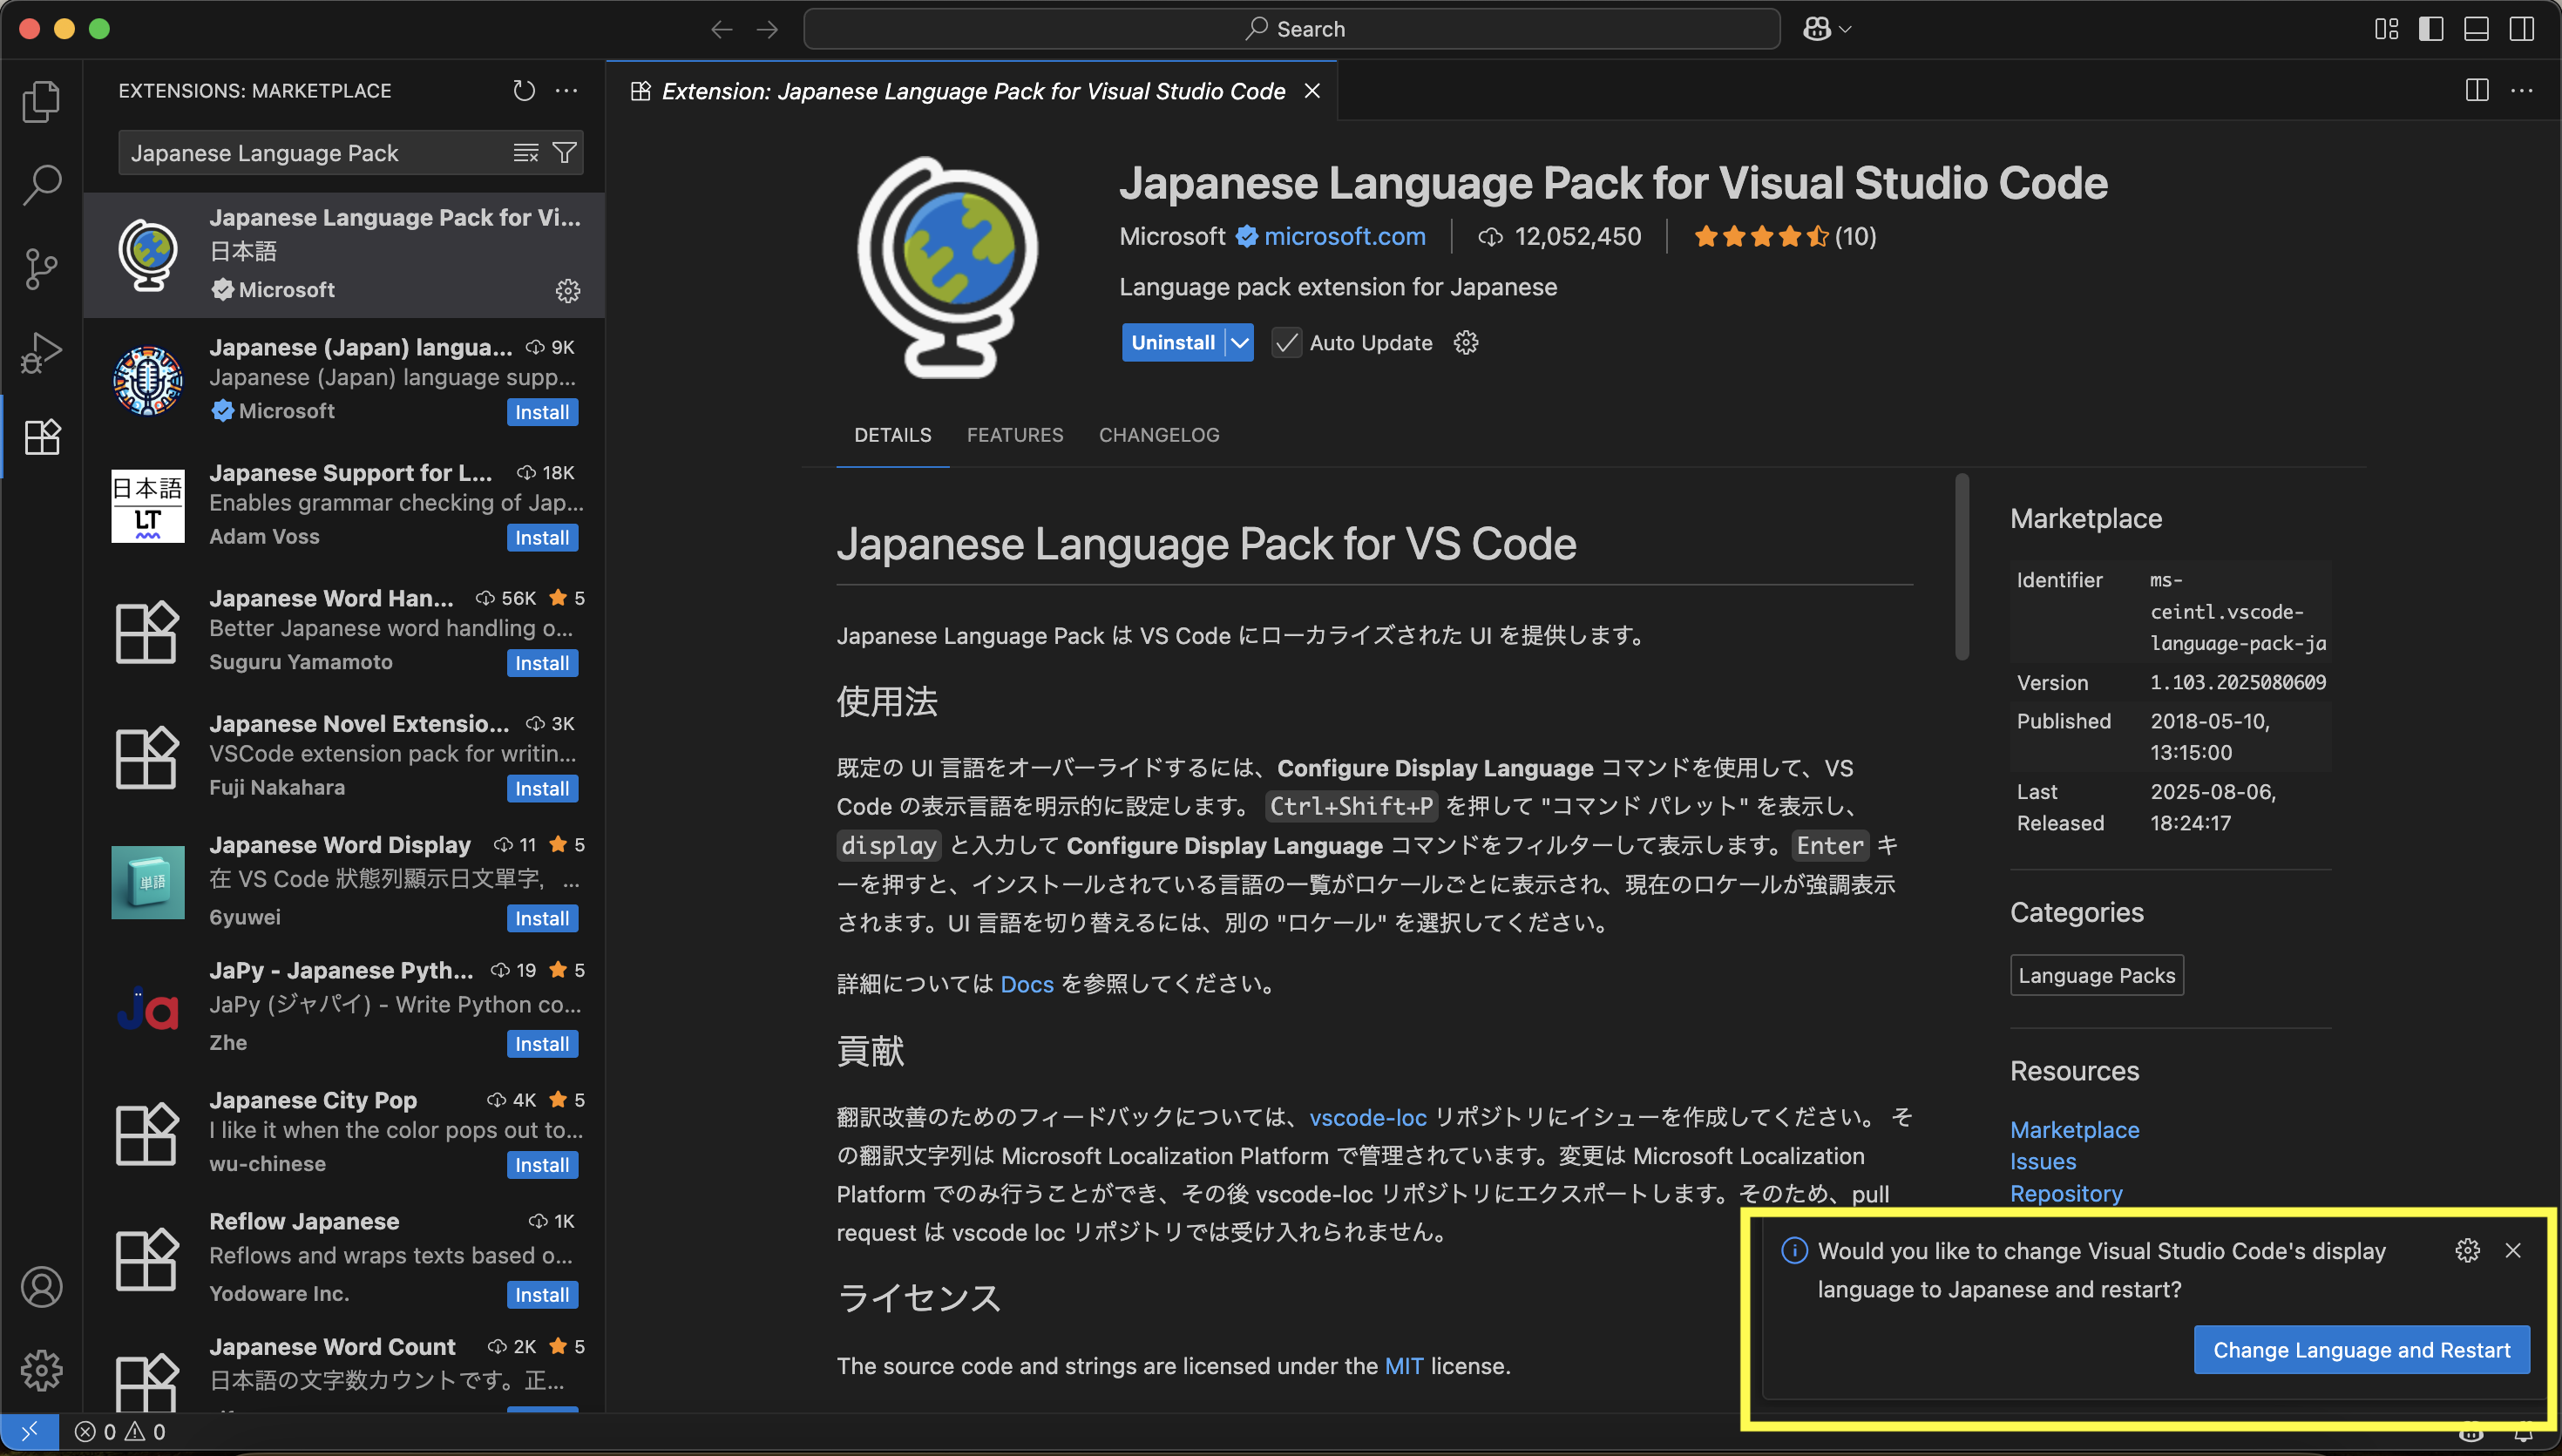 Search
EXTENSIONS: MARKETPLACE
Japanese Language Pack
Japanese Language Pack for Vi...
日本語
Microsoft
Japanese (Japan) langua... 9K
Japanese (Japan) language supp...
Microsoft Install
日本語
LT
Japanese Support for L... 18K
Enables grammar checking of Jap...
Adam Voss Install
Japanese Word Han... 56K 5
Better Japanese word handling o...
Suguru Yamamoto Install
Japanese Novel Extensio... 3K
VSCode extension pack for writin...
Fuji Nakahara Install
単語
Japanese Word Display 11 5
在 VS Code 狀態列顯示日文單字, ...
6yuwei Install
Ja
JaPy - Japanese Pyth... 19 5
JaPy (ジャパイ) - Write Python co...
Zhe Install
Japanese City Pop 4K 5
I like it when the color pops out to...
wu-chinese Install
Reflow Japanese 1K
Reflows and wraps texts based o...
Yodoware Inc. Install
Japanese Word Count 2K 5
日本語の文字数カウントです。正...
0 0
Extension: Japanese Language Pack for Visual Studio Code
Japanese Language Pack for Visual Studio Code
Microsoft microsoft.com 12,052,450 (10)
Language pack extension for Japanese
Uninstall Auto Update
DETAILS FEATURES CHANGELOG
Japanese Language Pack for VS Code
Japanese Language Pack は VS Code にローカライズされた UI を提供します。
使用法
既定の UI 言語をオーバーライドするには、Configure Display Language コマンドを使用して、VS
Code の表示言語を明示的に設定します。 Ctrl+Shift+P を押して "コマンド パレット" を表示し、
display と入力して Configure Display Language コマンドをフィルターして表示します。Enter キ
ーを押すと、インストールされている言語の一覧がロケールごとに表示され、現在のロケールが強調表示
されます。UI 言語を切り替えるには、別の "ロケール" を選択してください。
詳細については Docs を参照してください。
貢献
翻訳改善のためのフィードバックについては、vscode-loc リポジトリにイシューを作成してください。 そ
の翻訳文字列は Microsoft Localization Platform で管理されています。変更は Microsoft Localization
Platform でのみ行うことができ、その後 vscode-loc リポジトリにエクスポートします。そのため、pull
request は vscode loc リポジトリでは受け入れられません。
ライセンス
The source code and strings are licensed under the MIT license.
Marketplace
Identifier ms-
ceintl.vscode-
language-pack-ja
Version 1.103.2025080609
Published 2018-05-10,
13:15:00
Last 2025-08-06,
Released 18:24:17
Categories
Language Packs
Resources
Marketplace
Issues
Repository
Would you like to change Visual Studio Code's display
language to Japanese and restart?
Change Language and Restart